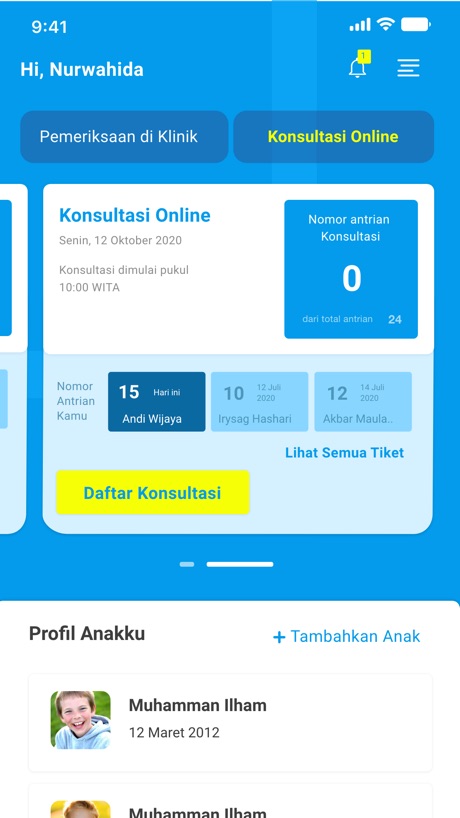 9:41
Hi, Nurwahida
1
Pemeriksaan di Klinik
Konsultasi Online
Konsultasi Online
Senin, 12 Oktober 2020
Konsultasi dimulai pukul
10:00 WITA
Nomor antrian
Konsultasi
0
dari total antrian 24
Nomor
Antrian
Kamu
15 Hari ini
Andi Wijaya
10 12 Juli
2020
Irysag Hashari
12 14 Juli
2020
Akbar Maula..
Lihat Semua Tiket
Daftar Konsultasi
Profil Anakku
+ Tambahkan Anak
Muhamman Ilham
12 Maret 2012
Muhamman Ilham